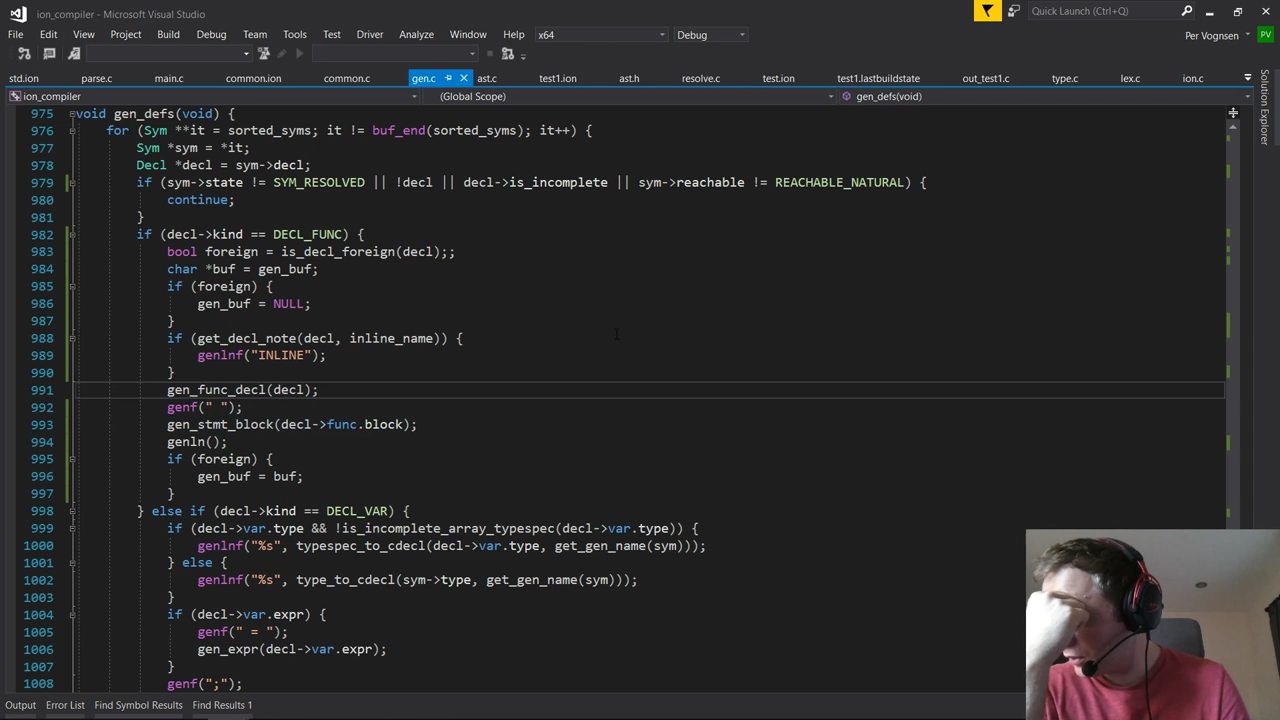 ion_compiler - Microsoft Visual Studio
Quick Launch (Ctrl+Q)
File Edit View Project Build Debug Team Tools Test Driver Analyze Window Help x64 Debug Per Vognsen PV
std.ion parse.c main.c common.ion common.c gen.c ast.c test1.ion ast.h resolve.c test.ion test1.lastbuildstate out_test1.c type.c lex.c ion.c
ion_compiler (Global Scope) gen_defs(void)
Solution Explorer
975 void gen_defs(void) {
976 for (Sym **it = sorted_syms; it != buf_end(sorted_syms); it++) {
977 Sym *sym = *it;
978 Decl *decl = sym->decl;
979 if (sym->state != SYM_RESOLVED || !decl || decl->is_incomplete || sym->reachable != REACHABLE_NATURAL) {
980 continue;
981 }
982 if (decl->kind == DECL_FUNC) {
983 bool foreign = is_decl_foreign(decl);;
984 char *buf = gen_buf;
985 if (foreign) {
986 gen_buf = NULL;
987 }
988 if (get_decl_note(decl, inline_name)) {
989 genlnf("INLINE");
990 }
991 gen_func_decl(decl);
992 genf(" ");
993 gen_stmt_block(decl->func.block);
994 genln();
995 if (foreign) {
996 gen_buf = buf;
997 }
998 } else if (decl->kind == DECL_VAR) {
999 if (decl->var.type && !is_incomplete_array_typespec(decl->var.type)) {
1000 genlnf("%s", typespec_to_cdecl(decl->var.type, get_gen_name(sym)));
1001 } else {
1002 genlnf("%s", type_to_cdecl(sym->type, get_gen_name(sym)));
1003 }
1004 if (decl->var.expr) {
1005 genf(" = ");
1006 gen_expr(decl->var.expr);
1007 }
1008 genf(";");
Output Error List Find Symbol Results Find Results 1